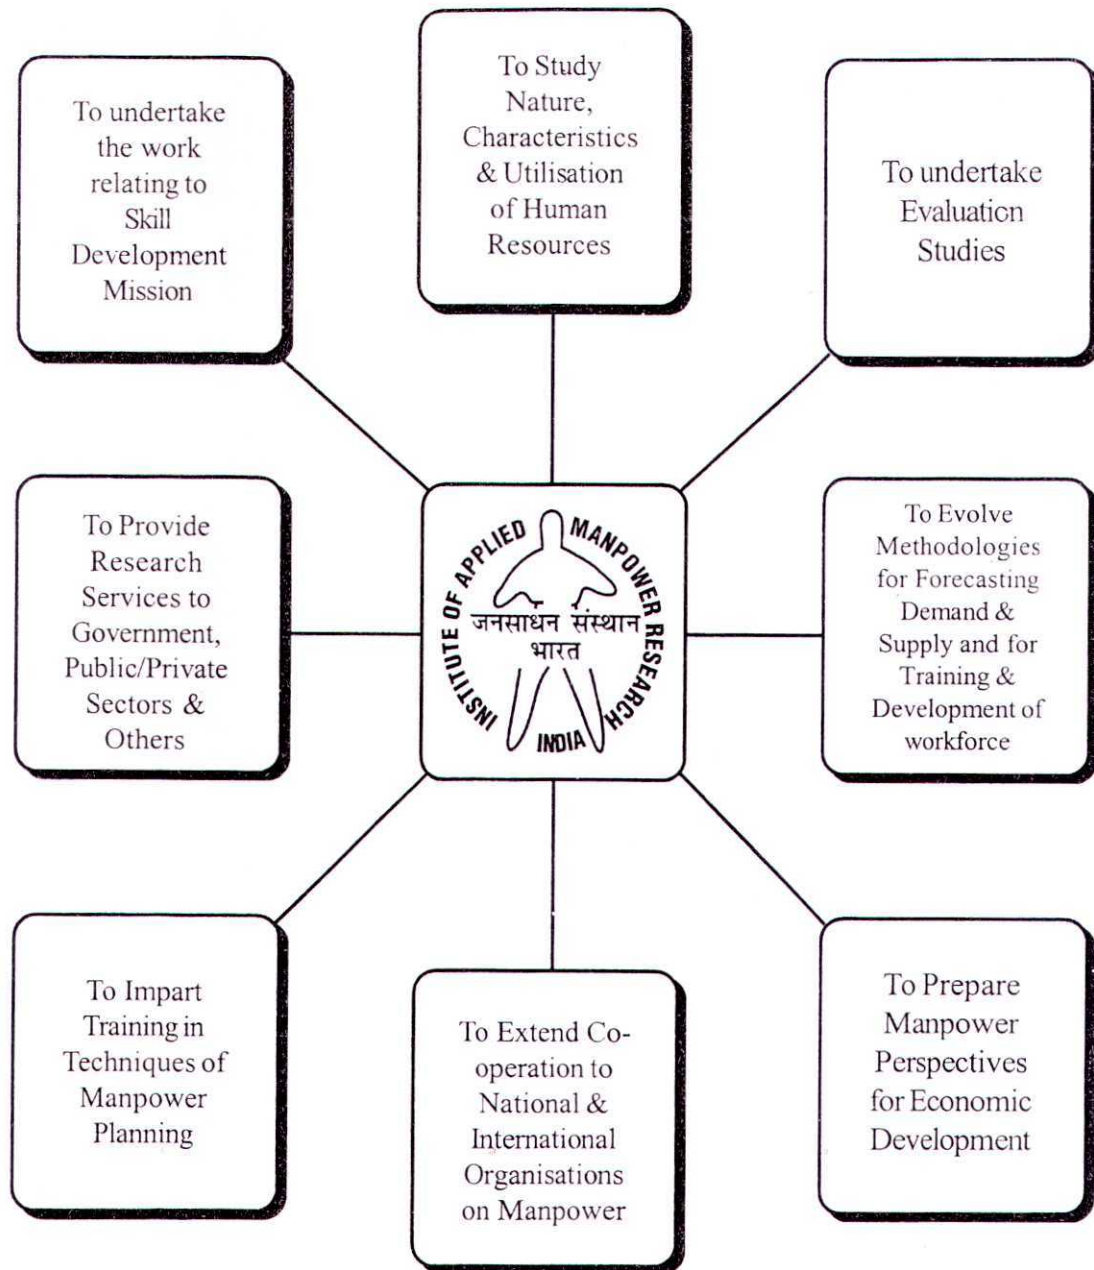 To undertake
the work
relating to
Skill
Development
Mission
To Study
Nature,
Characteristics
& Utilisation
of Human
Resources
To undertake
Evaluation
Studies
To Provide
Research
Services to
Government,
Public/Private
Sectors &
Others
INSTITUTE OF APPLIED MANPOWER RESEARCH
जनसाधन संस्थान
भारत
INDIA
To Evolve
Methodologies
for Forecasting
Demand &
Supply and for
Training &
Development of
workforce
To Impart
Training in
Techniques of
Manpower
Planning
To Extend Co-
operation to
National &
International
Organisations
on Manpower
To Prepare
Manpower
Perspectives
for Economic
Development